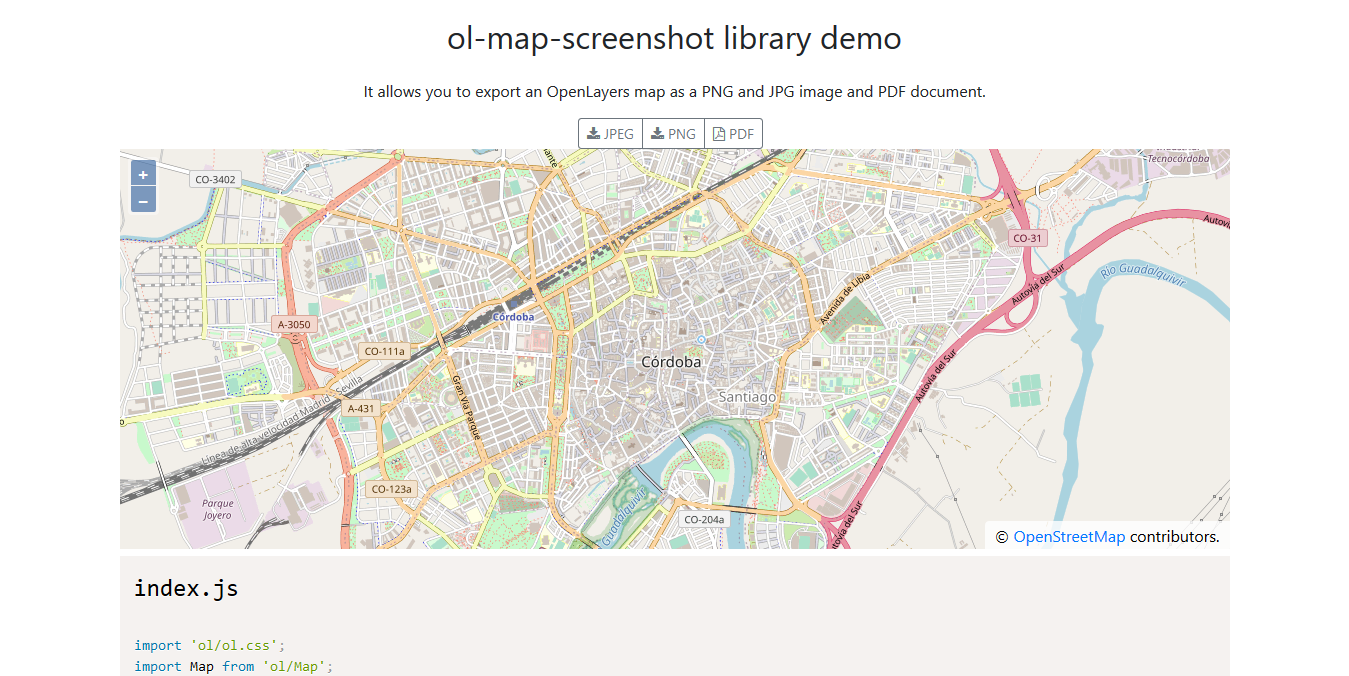 ol-map-screenshot library demo
It allows you to export an OpenLayers map as a PNG and JPG image and PDF document.
JPEG PNG PDF
+
−
Tecnocórdoba
CO-3402
Autovía
CO-31
Río Guadalquivir
Autovía del Sur
Avenida de Libia
Córdoba
A-3050
CO-111a
Córdoba
Autovía del Sur
Santiago
Gran Vía Parque
A-431
Línea de alta velocidad Madrid - Sevilla
CO-123a
Parque
Joyero
Guadalquivir
CO-204a
© OpenStreetMap contributors.
index.js
import 'ol/ol.css';
import Map from 'ol/Map';